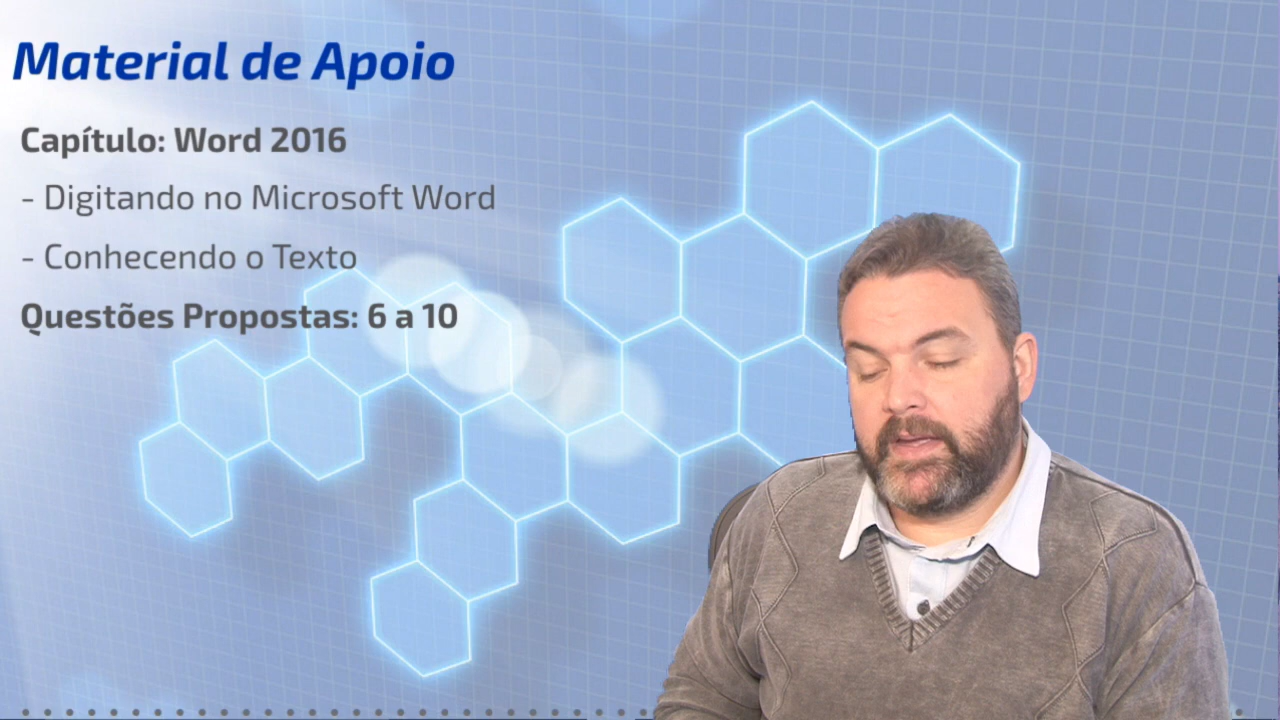 Material de Apoio
Capítulo: Word 2016
- Digitando no Microsoft Word
- Conhecendo o Texto
Questões Propostas: 6 a 10